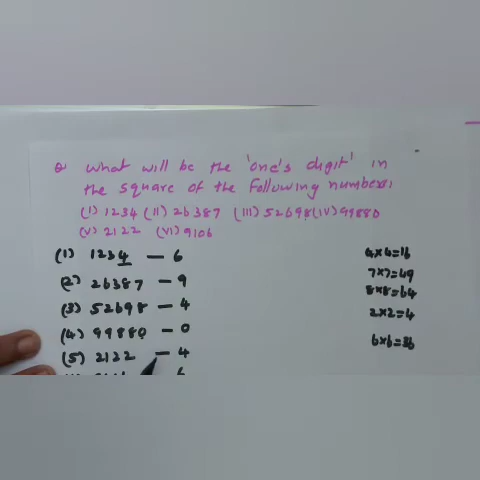 Q what will be the 'one's digit' in
the square of the following numbers:
(i) 1234 (ii) 26387 (iii) 52698 (iv) 99880
(v) 2122 (vi) 9106
(1) 1234 - 6
(2) 26387 - 9
(3) 52698 - 4
(4) 99880 - 0
(5) 2122 - 4
6
4x4=16
7x7=49
8x8=64
2x2=4
6x6=36